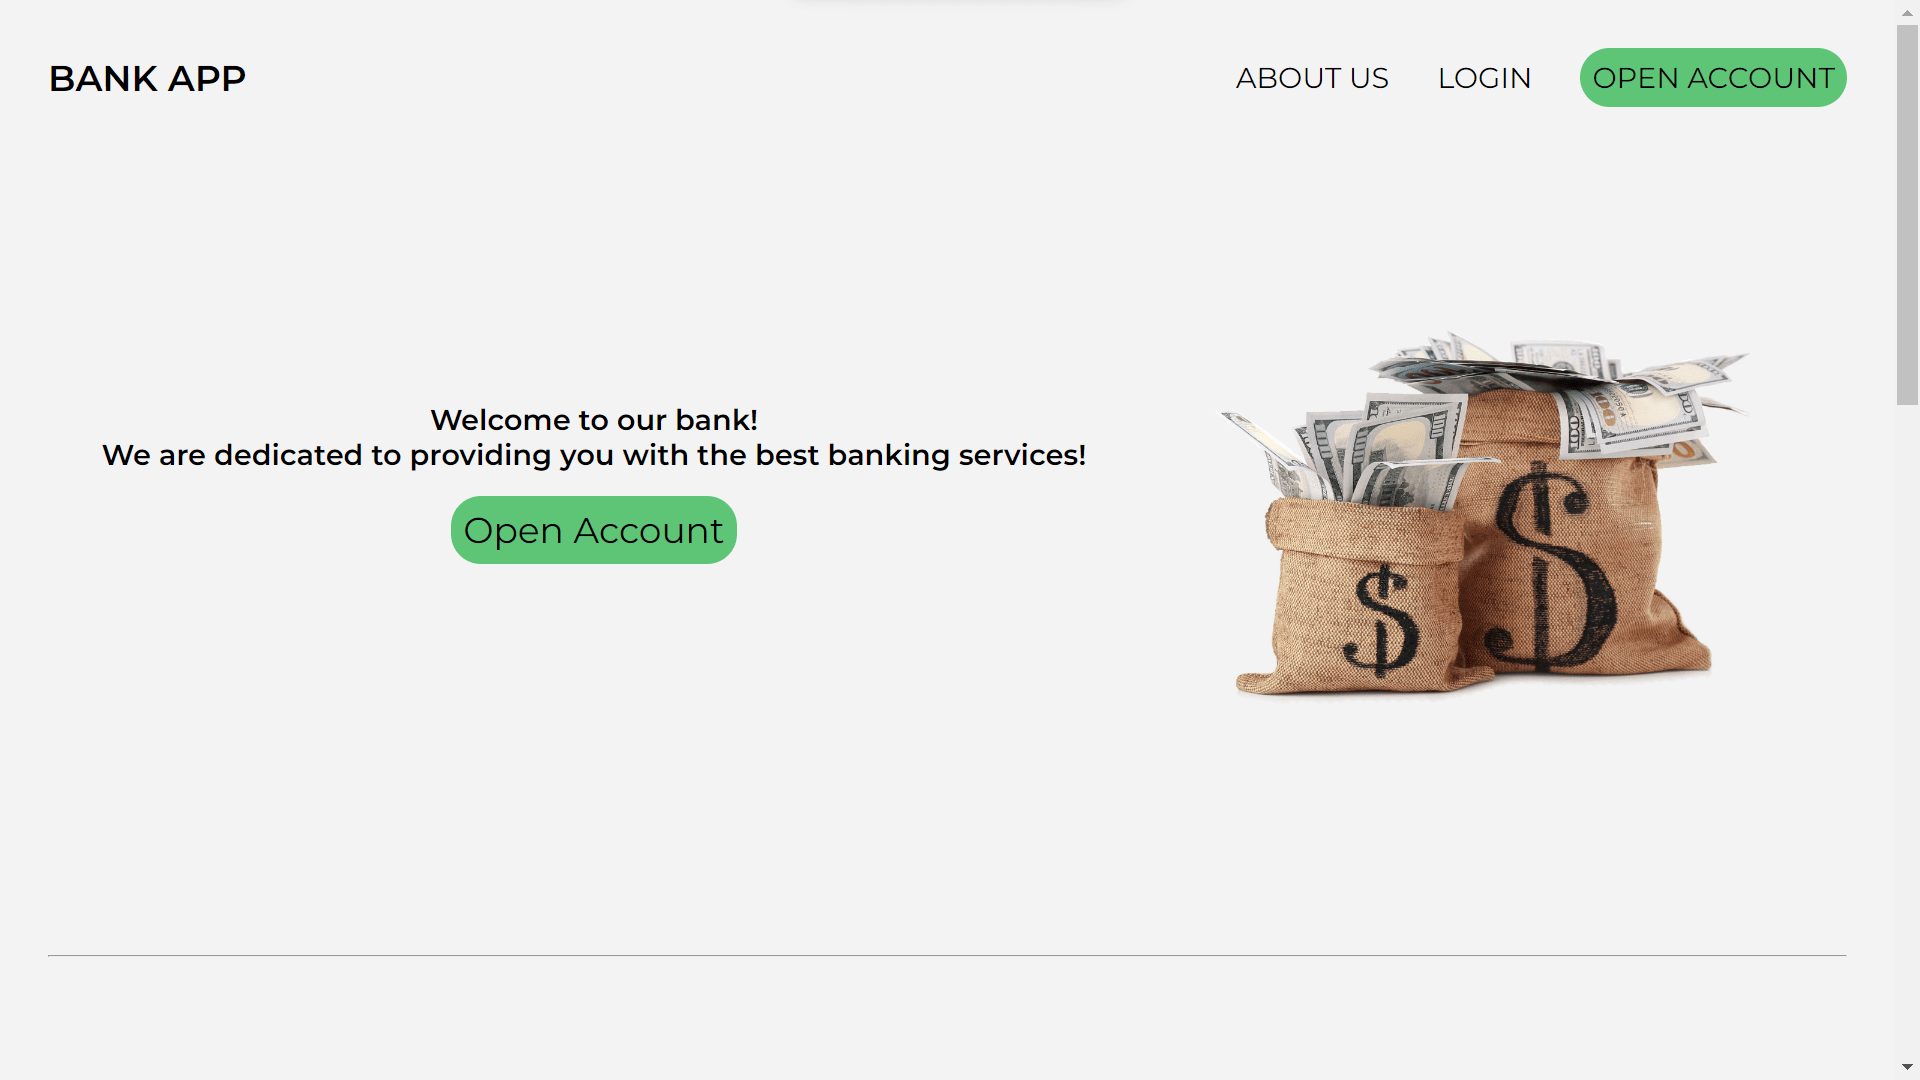 BANK APP
ABOUT US
LOGIN
OPEN ACCOUNT
Welcome to our bank!
We are dedicated to providing you with the best banking services!
Open Account
$
$